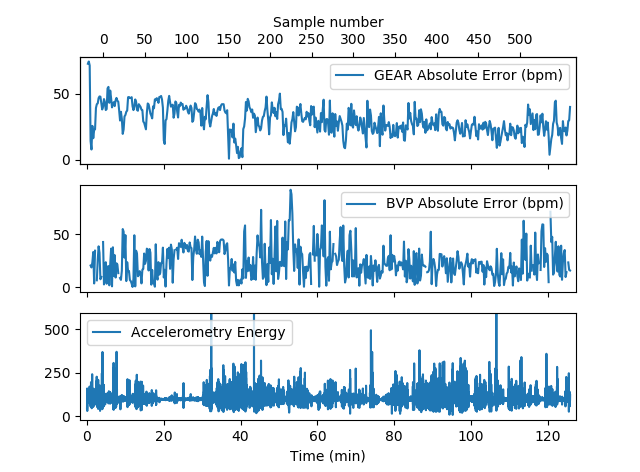 Sample number
0 50 100 150 200 250 300 350 400 450 500
GEAR Absolute Error (bpm)
50
0
BVP Absolute Error (bpm)
50
0
Accelerometry Energy
500
250
0
0 20 40 60 80 100 120
Time (min)